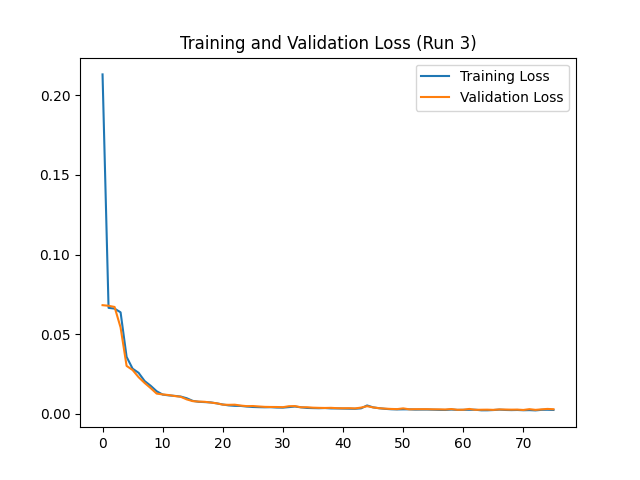 Training and Validation Loss (Run 3)
Training Loss
Validation Loss
0.20
0.15
0.10
0.05
0.00
0 10 20 30 40 50 60 70